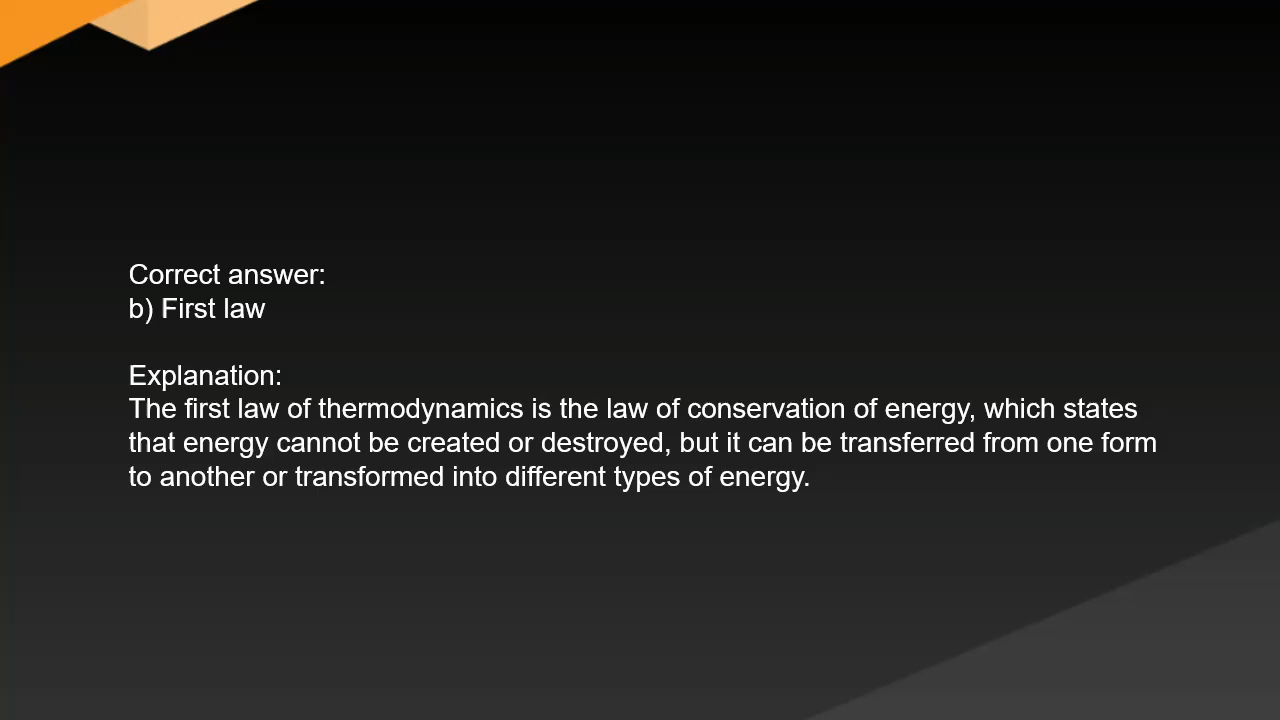 Correct answer:
b) First law
Explanation:
The first law of thermodynamics is the law of conservation of energy, which states
that energy cannot be created or destroyed, but it can be transferred from one form
to another or transformed into different types of energy.